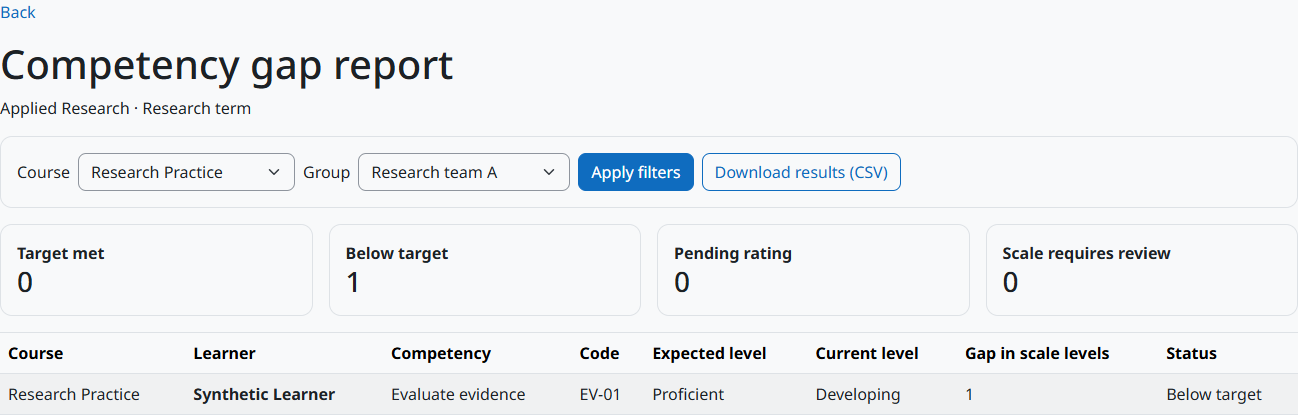 Back
Competency gap report
Applied Research · Research term
Course Research Practice Group Research team A Apply filters Download results (CSV)
Target met Below target Pending rating Scale requires review
0 1 0 0
Course Learner Competency Code Expected level Current level Gap in scale levels Status
Research Practice Synthetic Learner Evaluate evidence EV-01 Proficient Developing 1 Below target